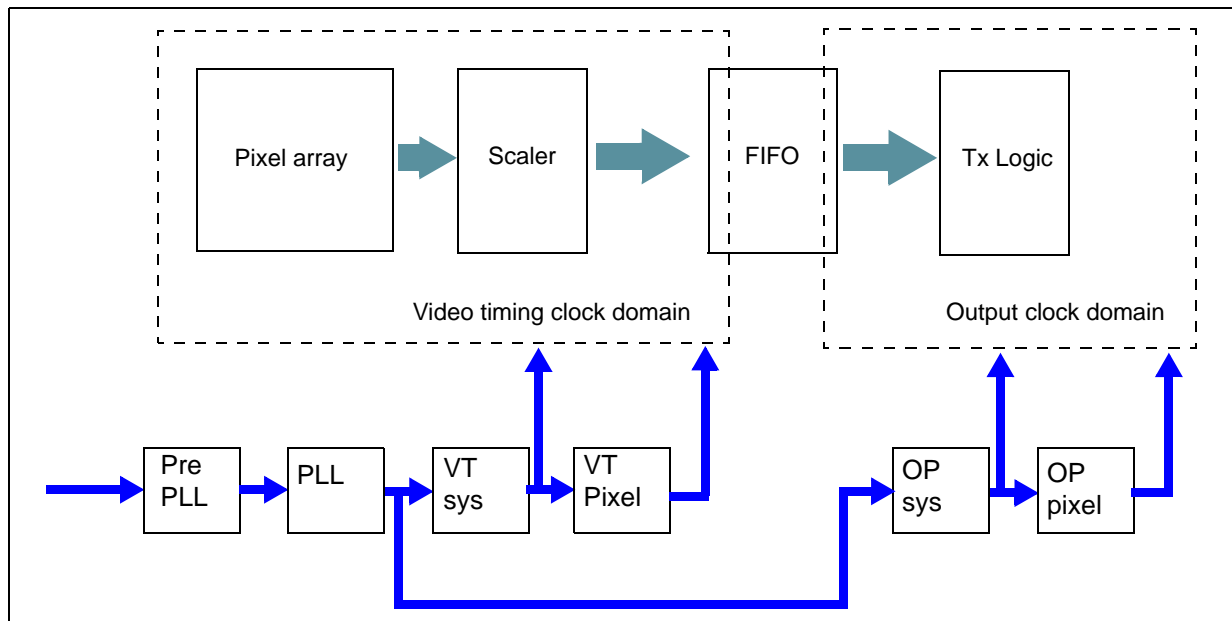 Pixel array
Scaler
FIFO
Tx Logic
Video timing clock domain
Output clock domain
Pre
PLL
PLL
VT
sys
VT
Pixel
OP
sys
OP
pixel